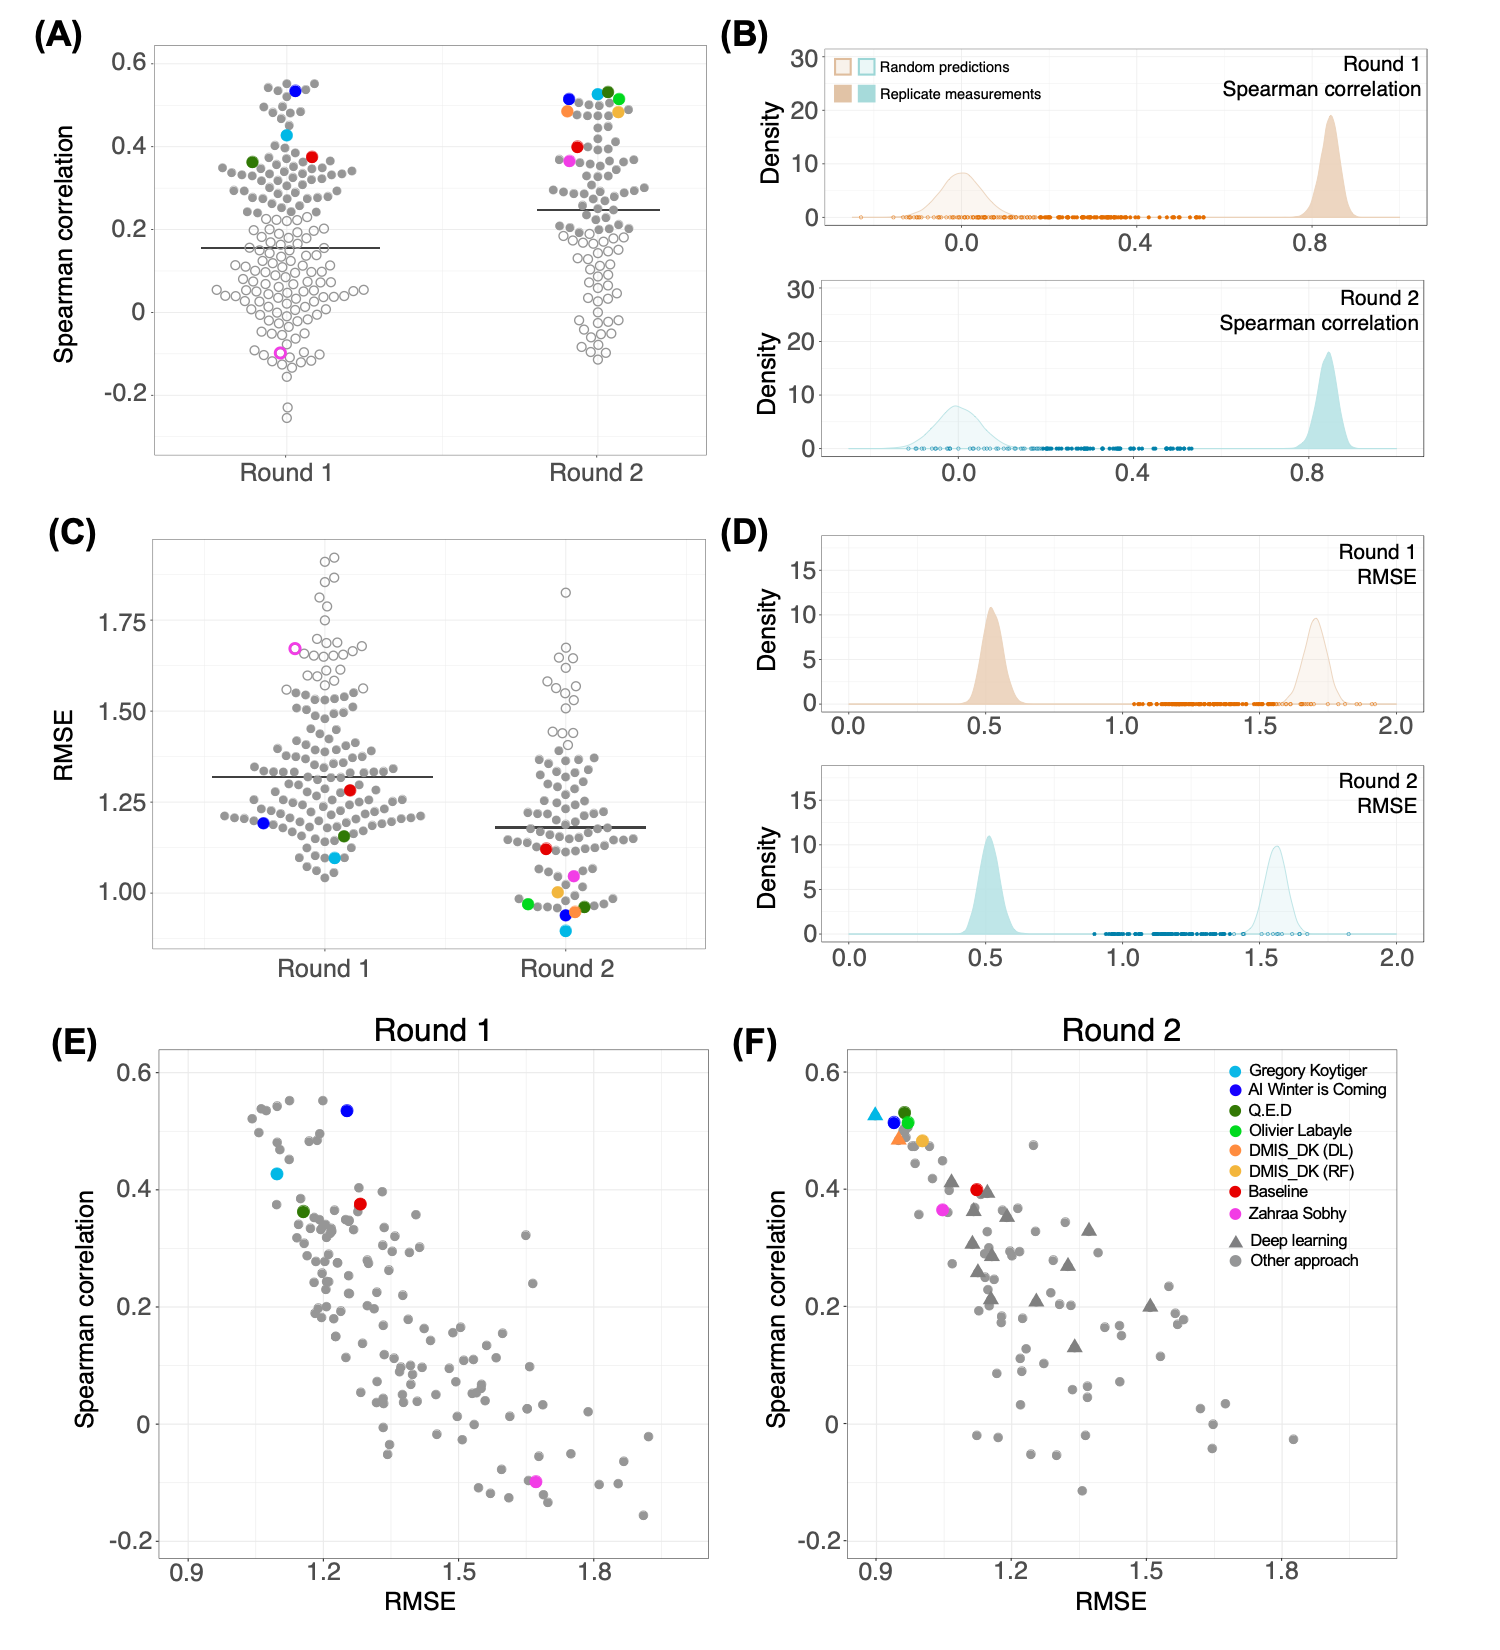 (A)
Spearman correlation
0.6
0.4
0.2
0
-0.2
Round 1
Round 2
(B)
Density
30
20
10
0
Random predictions
Replicate measurements
Round 1
Spearman correlation
0.0
0.4
0.8
Density
30
20
10
0
Round 2
Spearman correlation
0.0
0.4
0.8
(C)
RMSE
1.75
1.50
1.25
1.00
Round 1
Round 2
(D)
Density
15
10
5
0
Round 1
RMSE
0.0
0.5
1.0
1.5
2.0
Density
15
10
5
0
Round 2
RMSE
0.0
0.5
1.0
1.5
2.0
(E)
Round 1
Spearman correlation
0.6
0.4
0.2
0
-0.2
0.9
1.2
1.5
1.8
RMSE
(F)
Round 2
Spearman correlation
0.6
0.4
0.2
0
-0.2
Gregory Koytiger
AI Winter is Coming
Q.E.D
Olivier Labayle
DMIS_DK (DL)
DMIS_DK (RF)
Baseline
Zahraa Sobhy
Deep learning
Other approach
0.9
1.2
1.5
1.8
RMSE